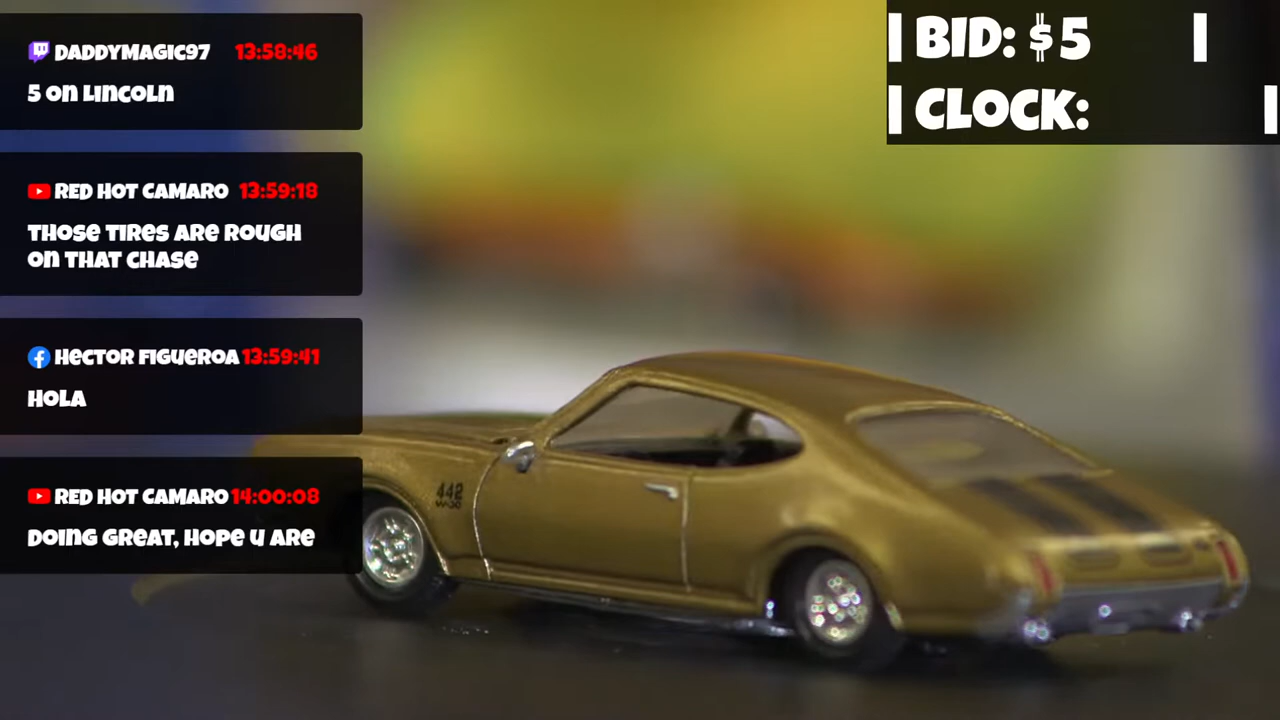 DADDYMAGIC97 13:58:46
5 on Lincoln
RED HOT CAMARO 13:59:18
Those tires are rough
on that chase
Hector Figueroa 13:59:41
Hola
RED HOT CAMARO 14:00:08
Doing great, hope u are
| BID: $5 |
| CLOCK: |
442
W-30